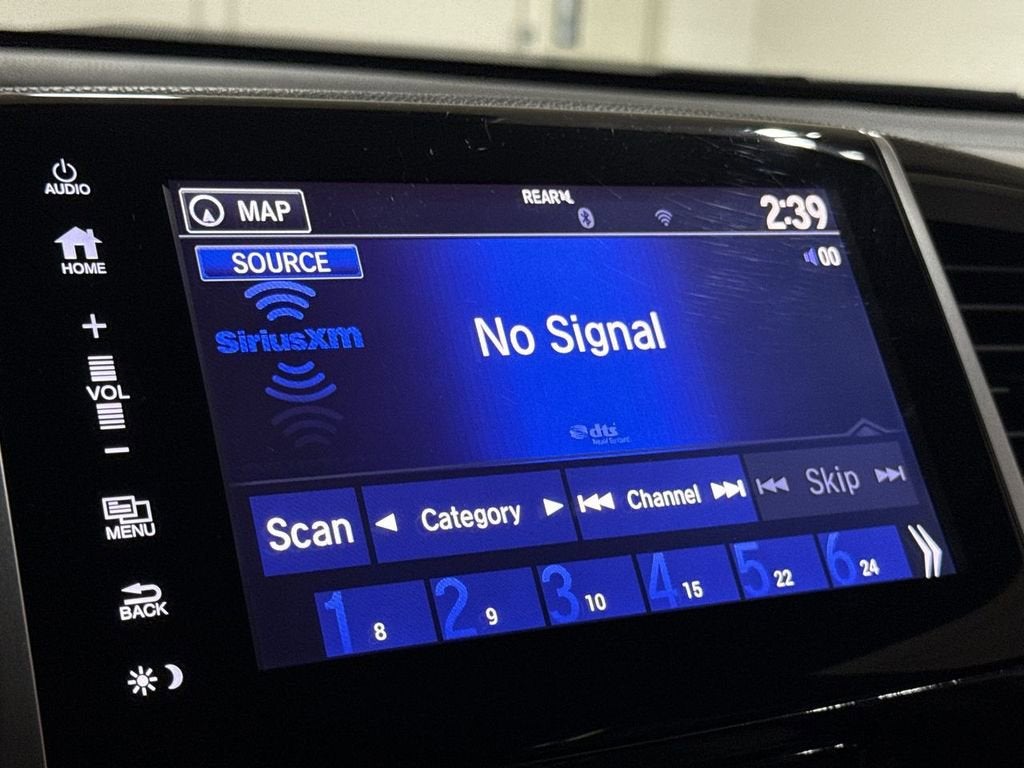 AUDIO
MAP
REAR
2:39
HOME
SOURCE
00
SiriusXm
No Signal
VOL
dts
Scan
Category
Channel
Skip
MENU
1 8
2 9
3 10
4 15
5 22
6 24
BACK